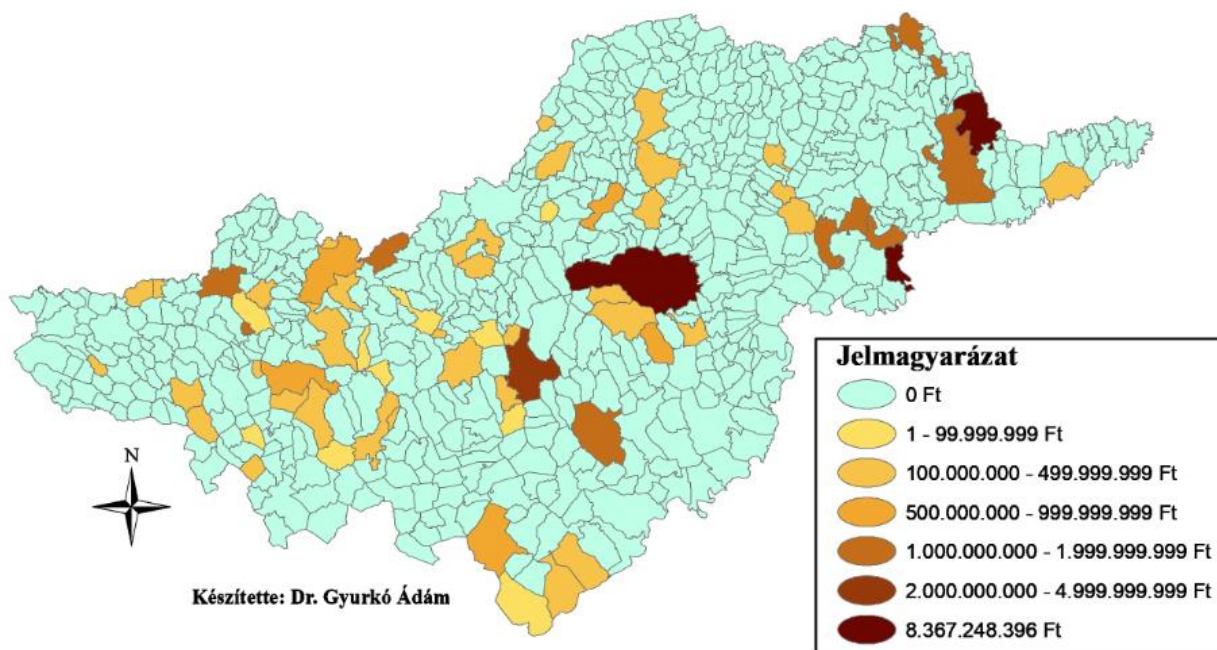 Jelmagyarázat
0 Ft
1 - 99.999.999 Ft
100.000.000 - 499.999.999 Ft
500.000.000 - 999.999.999 Ft
1.000.000.000 - 1.999.999.999 Ft
2.000.000.000 - 4.999.999.999 Ft
8.367.248.396 Ft
N
Készítette: Dr. Gyurkó Ádám